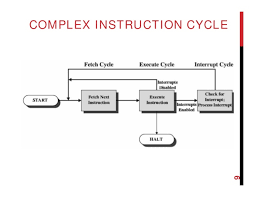 COMPLEX INSTRUCTION CYCLE
Fetch Cycle Execute Cycle Interrupt Cycle
Interrupts
Disabled
START
Fetch Next
Instruction
Execute
Instruction
Interrupts
Enabled
Check for
Interrupt;
Process Interrupt
HALT
9